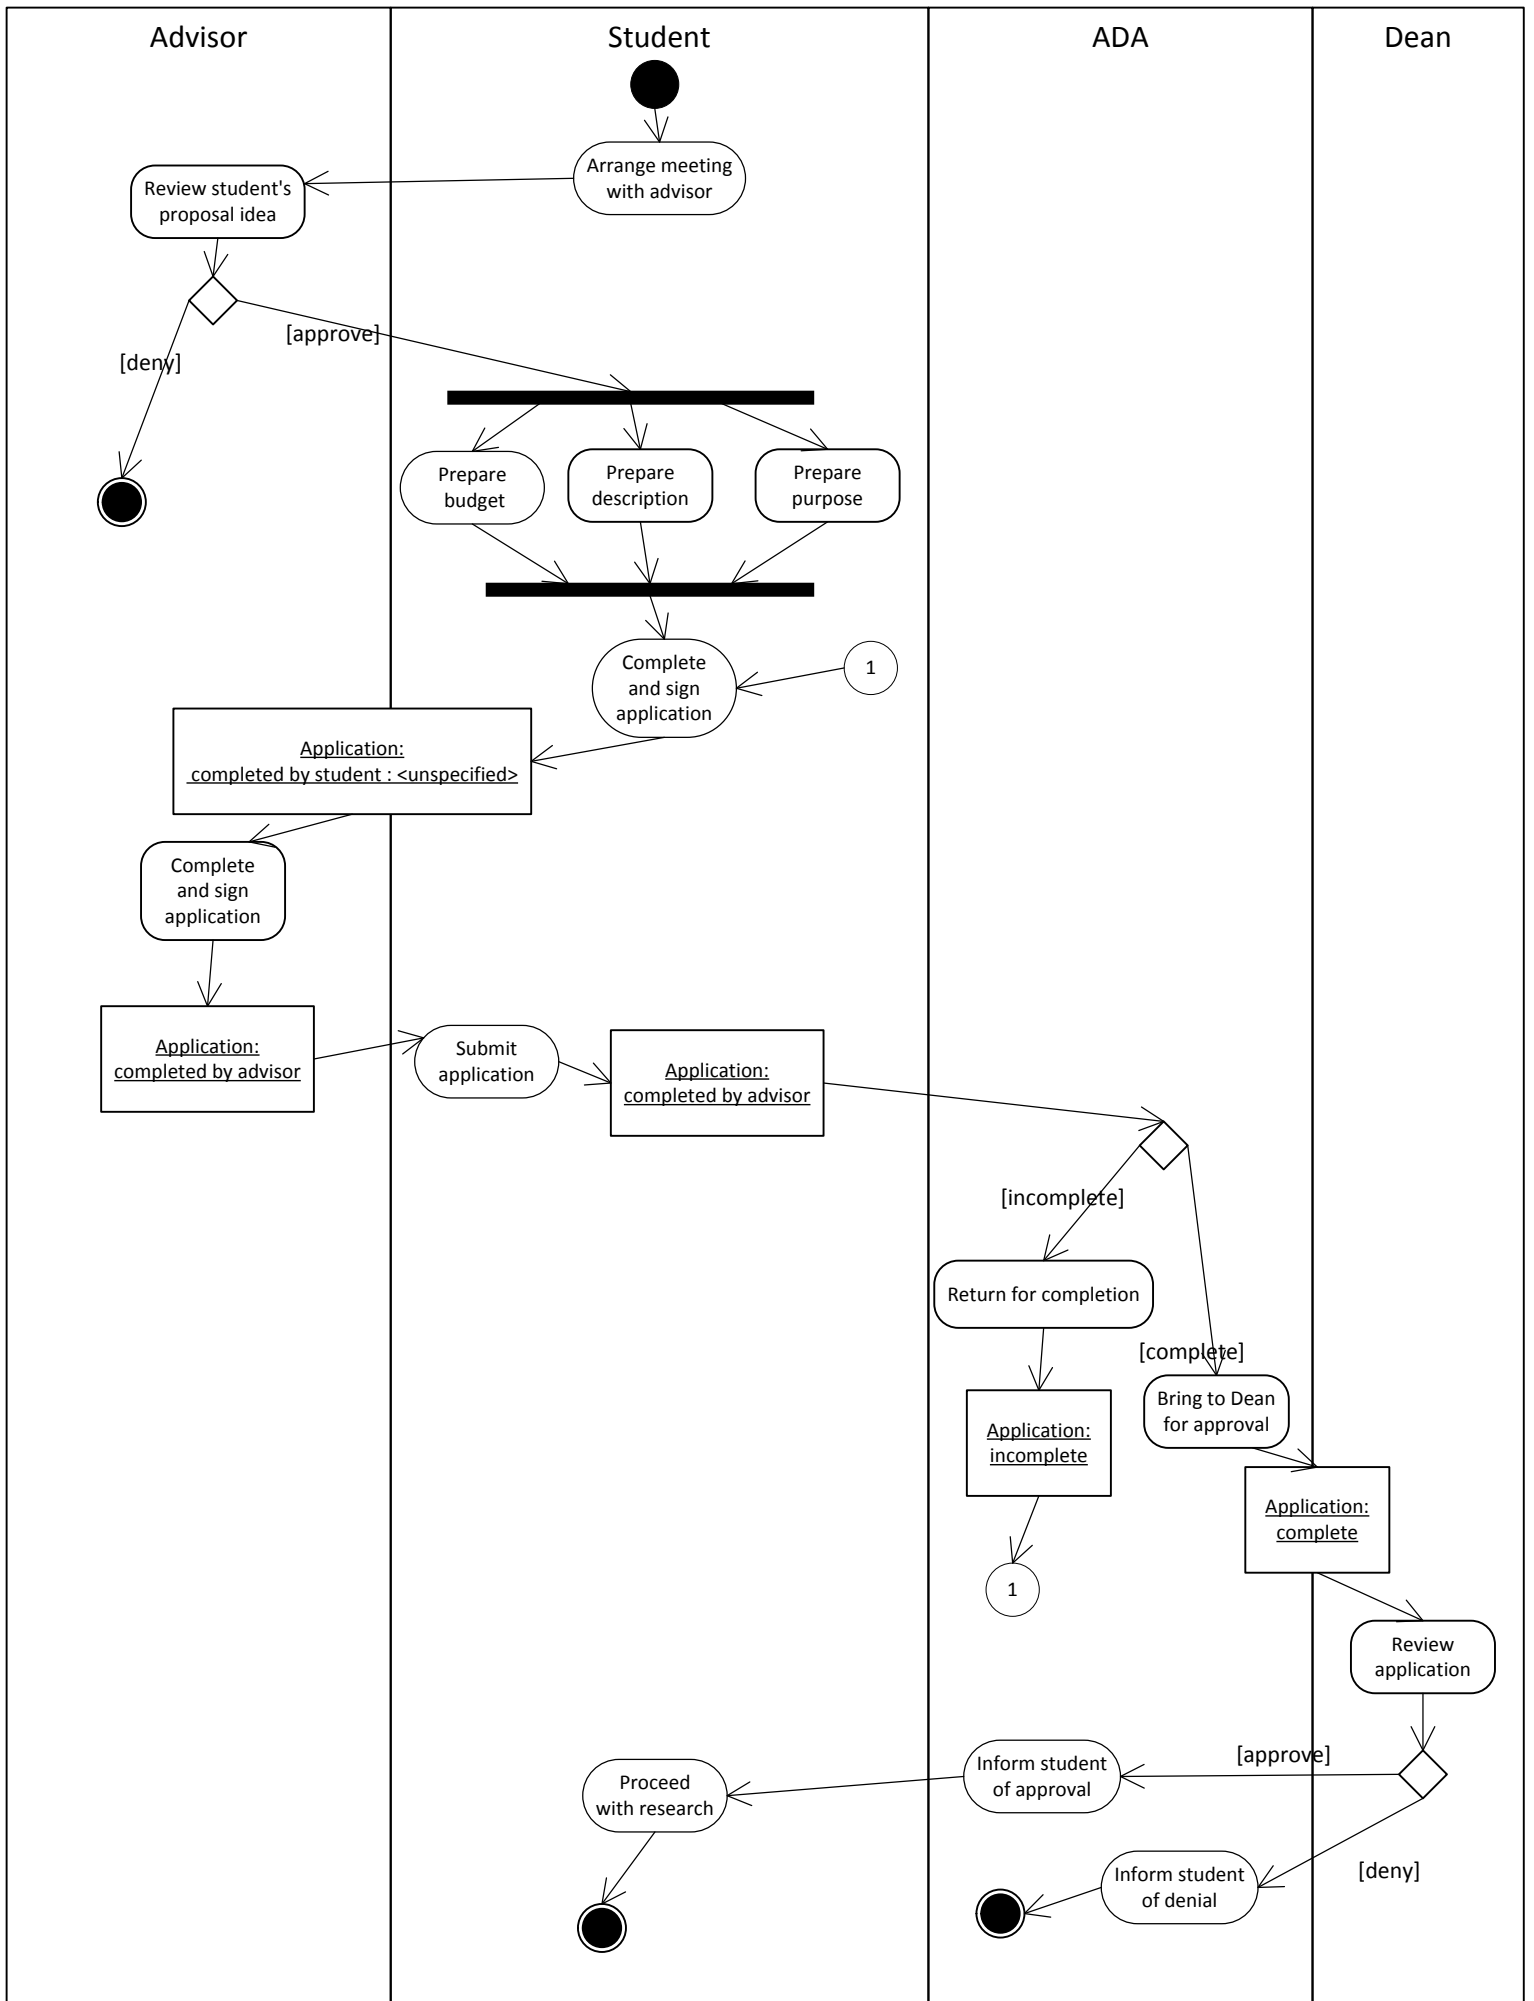 Advisor
Student
ADA
Dean
Arrange meeting
with advisor
Review student's
proposal idea
[approve]
[deny]
Prepare
budget
Prepare
description
Prepare
purpose
Complete
and sign
application
1
Application:
completed by student : <unspecified>
Complete
and sign
application
Application:
completed by advisor
Submit
application
Application:
completed by advisor
[incomplete]
Return for completion
[complete]
Bring to Dean
for approval
Application:
incomplete
Application:
complete
1
Review
application
[approve]
Inform student
of approval
Proceed
with research
[deny]
Inform student
of denial